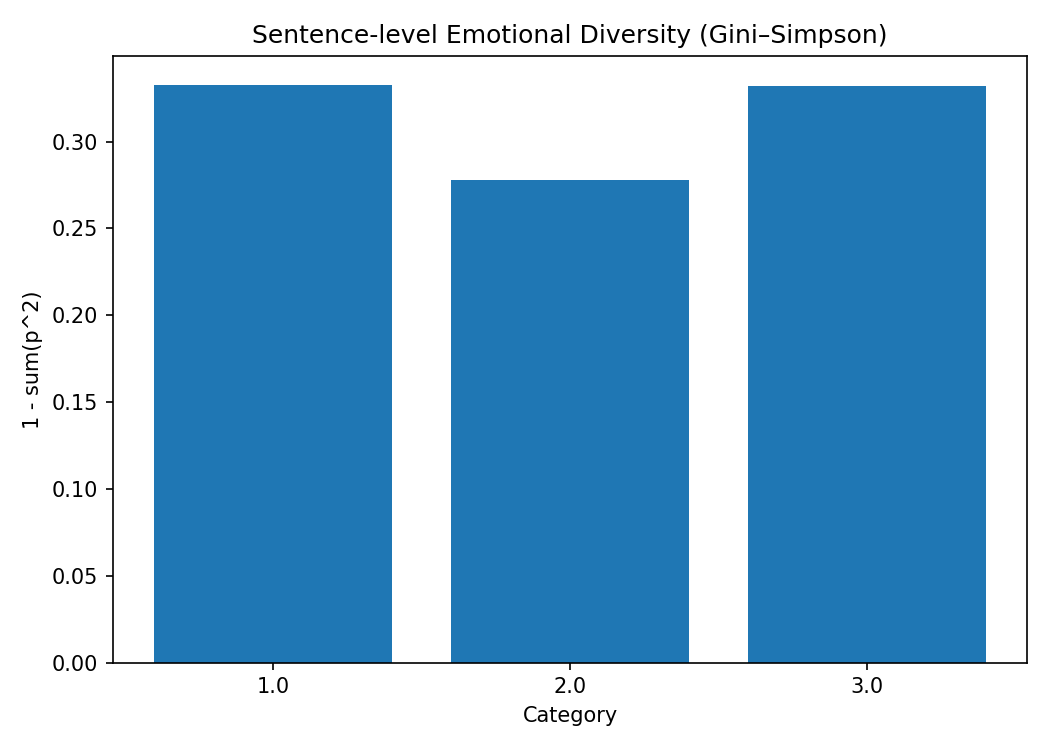 Sentence-level Emotional Diversity (Gini–Simpson)
1 - sum(p^2)
0.30
0.25
0.20
0.15
0.10
0.05
0.00
1.0 2.0 3.0
Category